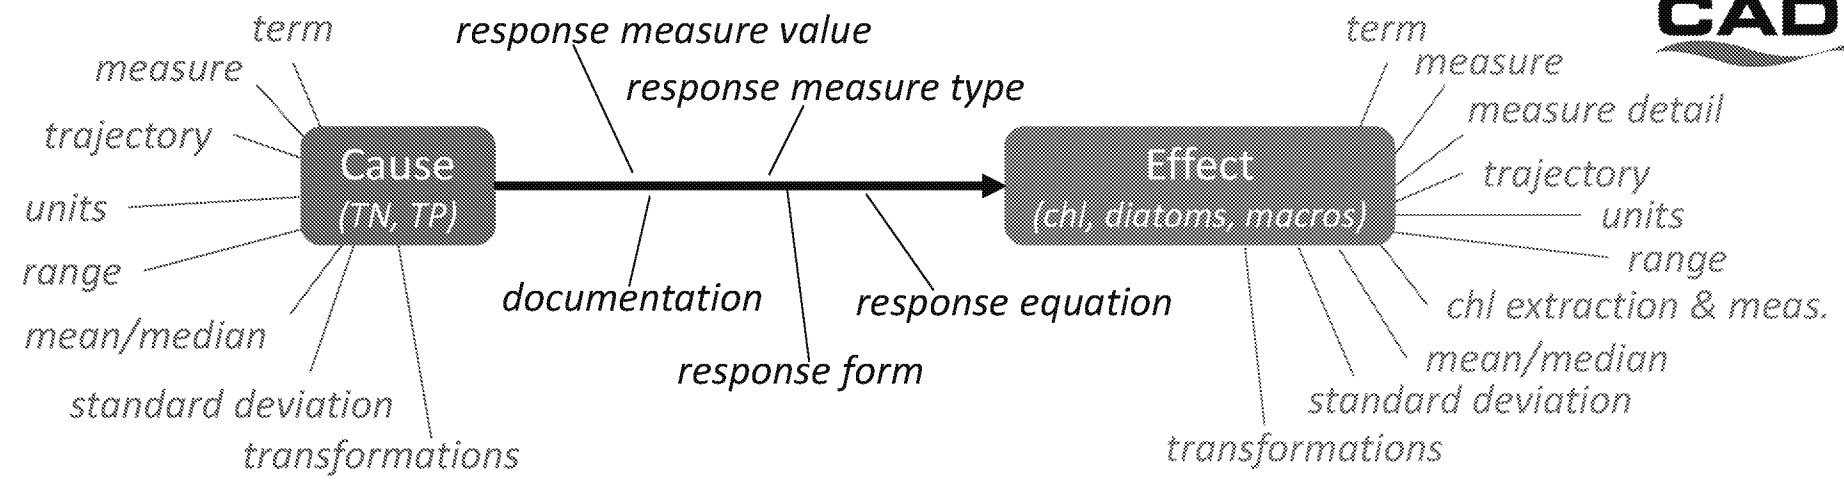 term
measure
trajectory
units
range
mean/median
standard deviation
transformations
Cause
(TN, TP)
response measure value
response measure type
documentation
response form
response equation
Effect
(chl, diatoms, macros)
term
measure
measure detail
trajectory
units
range
chl extraction & meas.
mean/median
standard deviation
transformations
CAD